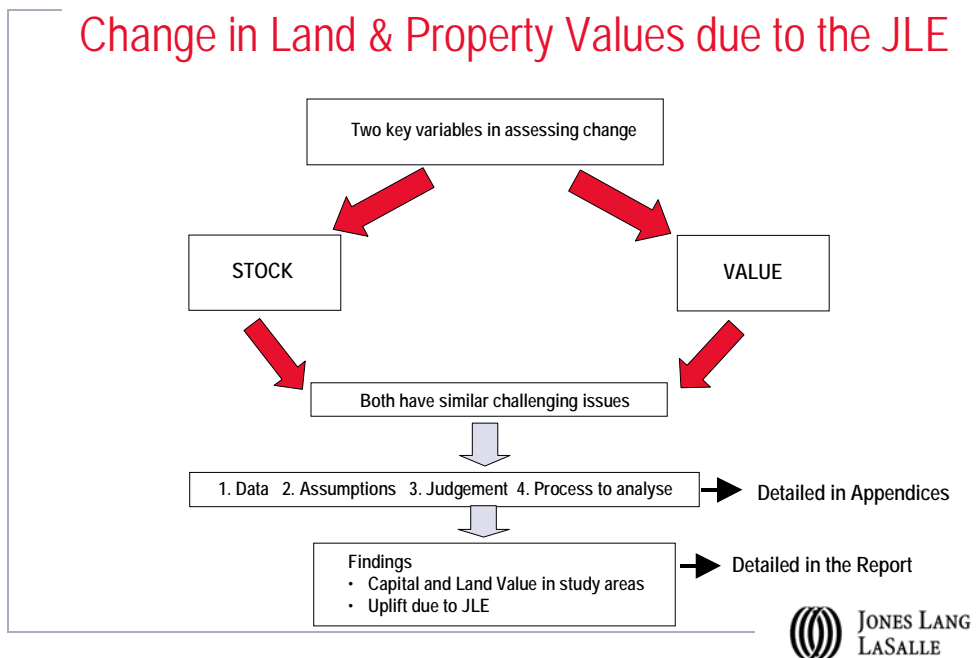 Change in Land & Property Values due to the JLE
Two key variables in assessing change
STOCK
VALUE
Both have similar challenging issues
1. Data 2. Assumptions 3. Judgement 4. Process to analyse
Detailed in Appendices
Findings
• Capital and Land Value in study areas
• Uplift due to JLE
Detailed in the Report
JONES LANG
LASALLE